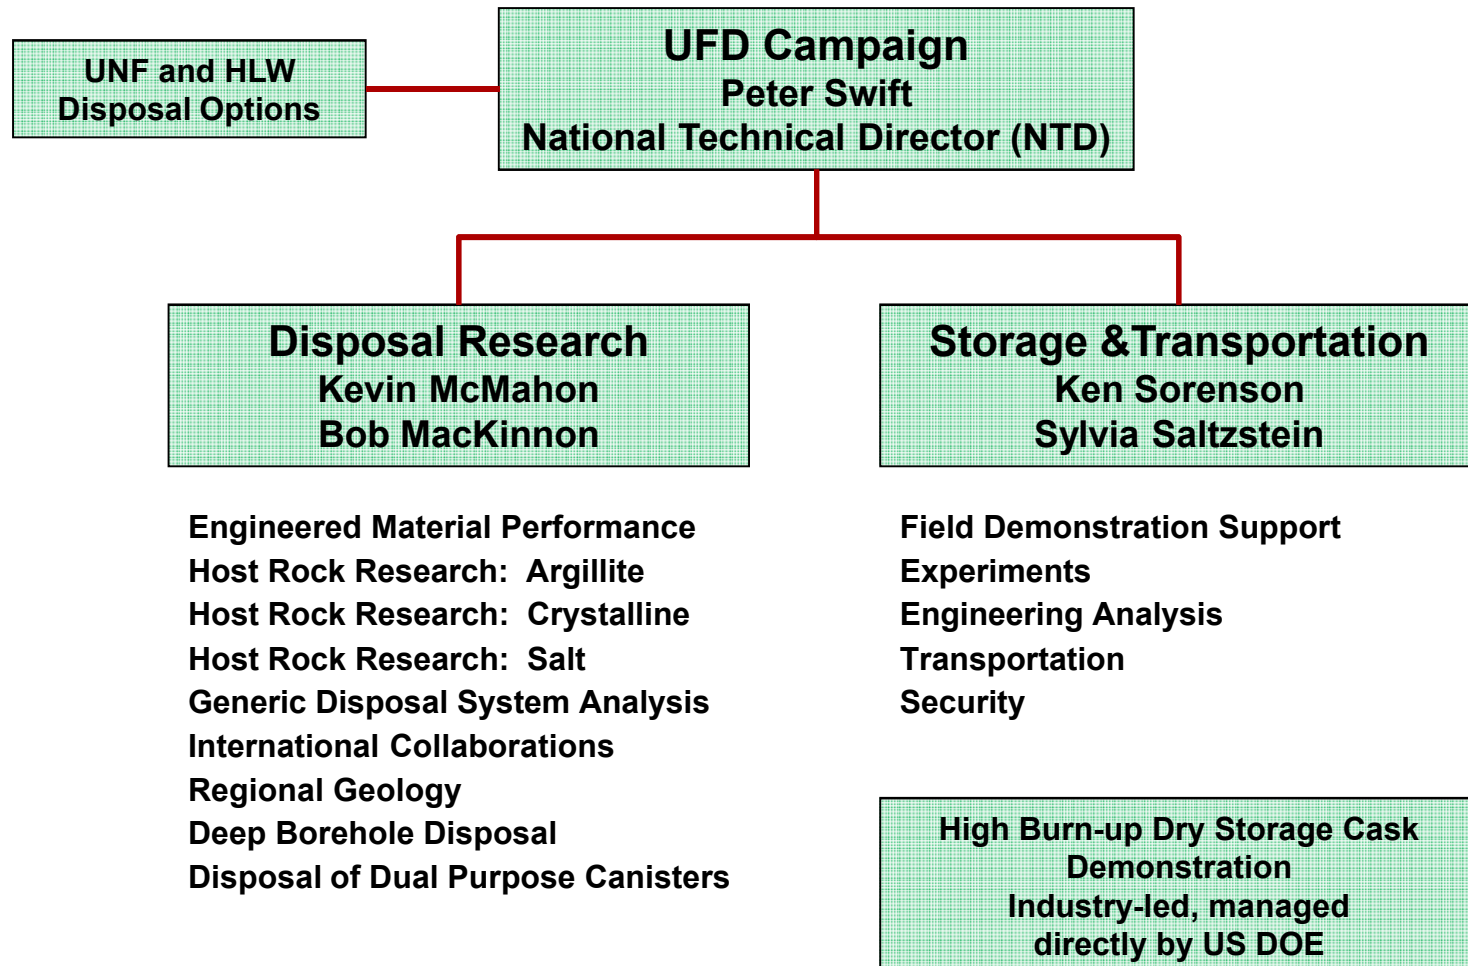 UNF and HLW
Disposal Options
UFD Campaign
Peter Swift
National Technical Director (NTD)
Disposal Research
Kevin McMahon
Bob MacKinnon
Storage &Transportation
Ken Sorenson
Sylvia Saltzstein
Engineered Material Performance
Host Rock Research:  Argillite
Host Rock Research:  Crystalline
Host Rock Research:  Salt
Generic Disposal System Analysis
International Collaborations
Regional Geology
Deep Borehole Disposal
Disposal of Dual Purpose Canisters
Field Demonstration Support
Experiments
Engineering Analysis
Transportation
Security
High Burn-up Dry Storage Cask
Demonstration
Industry-led, managed
directly by US DOE